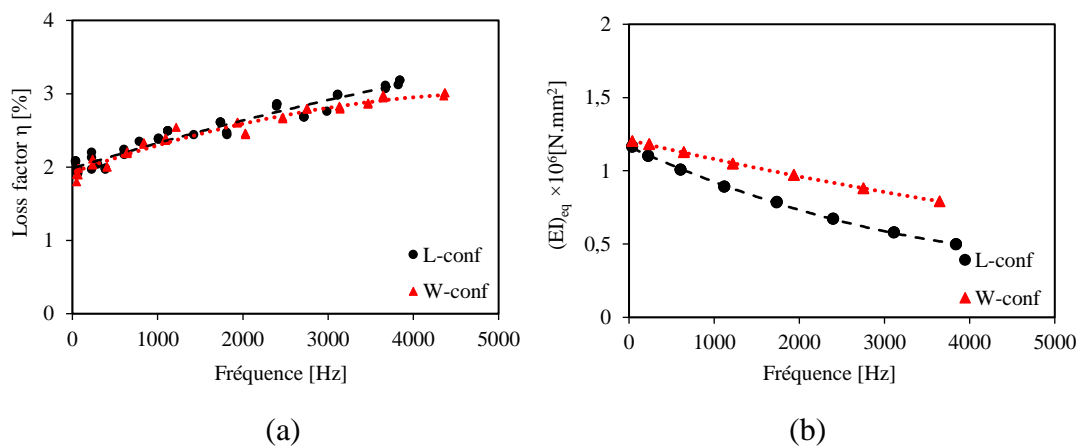 4
3
2
1
0
Loss factor η [%]
L-conf
W-conf
0 1000 2000 3000 4000 5000
Fréquence [Hz]
(a)
2
1,5
1
0,5
0
(EI)eq ×10⁶[N.mm²]
L-conf
W-conf
0 1000 2000 3000 4000 5000
Fréquence [Hz]
(b)